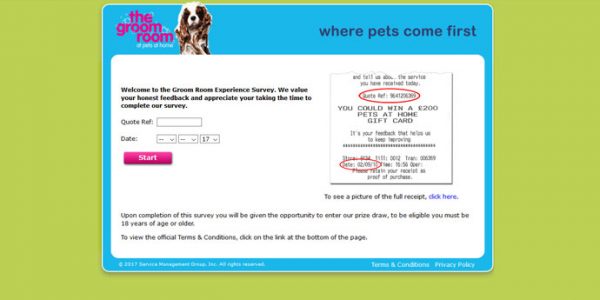 the
groom
room
at pets at home
where pets come first
Welcome to the Groom Room Experience Survey. We value
your honest feedback and appreciate your taking the time to
complete our survey.
Quote Ref:
Date: -- -- 17
Start
and tell us about the service
you have received today.
Quote Ref: 9641206399
YOU COULD WIN A £200
PETS AT HOME
GIFT CARD
It's your feedback that helps us
to keep improving
Store: 9134 Till: 0012 Tran: 006399
Date: 02/09/1 Time: 16:56 Oper:
Please retain your receipt as
proof of purchase.
To see a picture of the full receipt, click here.
Upon completion of this survey you will be given the opportunity to enter our prize draw, to be eligible you must be
18 years of age or older.
To view the official Terms & Conditions, click on the link at the bottom of the page.
© 2017 Service Management Group, Inc. All rights reserved.
Terms & Conditions Privacy Policy